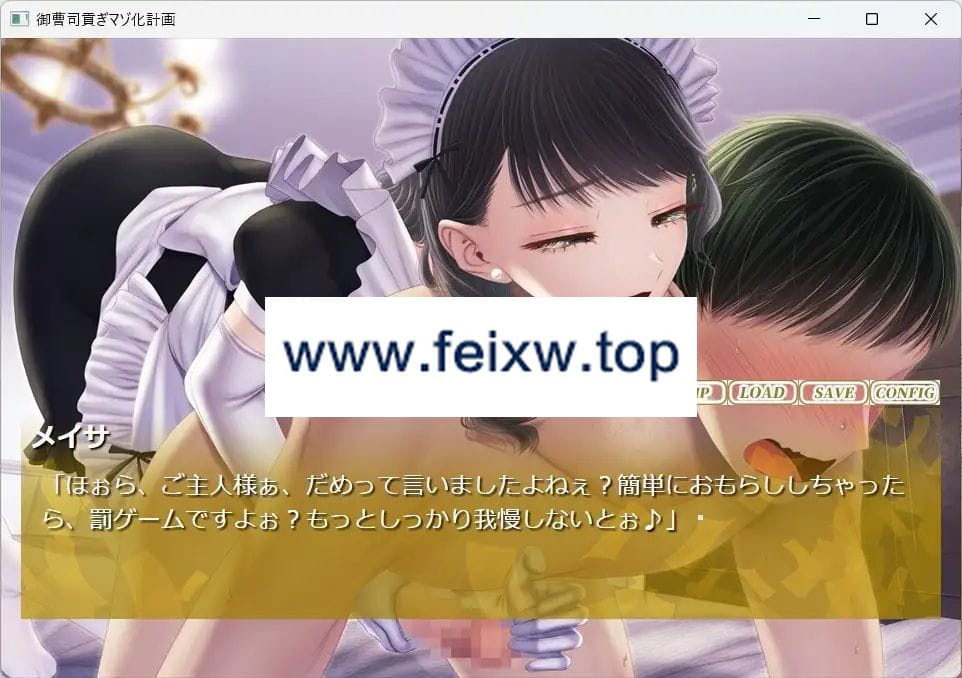 御曹司貢ぎマゾ化計画
www.feixw.top
LOAD SAVE CONFIG
メイサ
「ほぉら、ご主人様ぁ、だめって言いましたよねぇ？簡単におもらししちゃった
ら、罰ゲームですよぉ？もっとしっかり我慢しないとぉ♪」